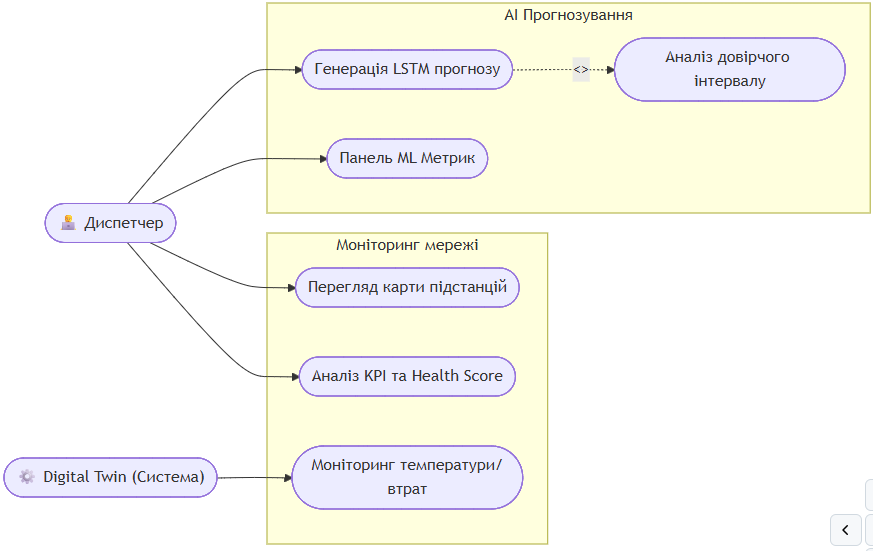 AI Прогнозування
Генерація LSTM прогнозу
<>
Аналіз довірчого
інтервалу
Панель ML Метрик
Диспетчер
Моніторинг мережі
Перегляд карти підстанцій
Аналіз KPI та Health Score
Digital Twin (Система)
Моніторинг температури/
втрат